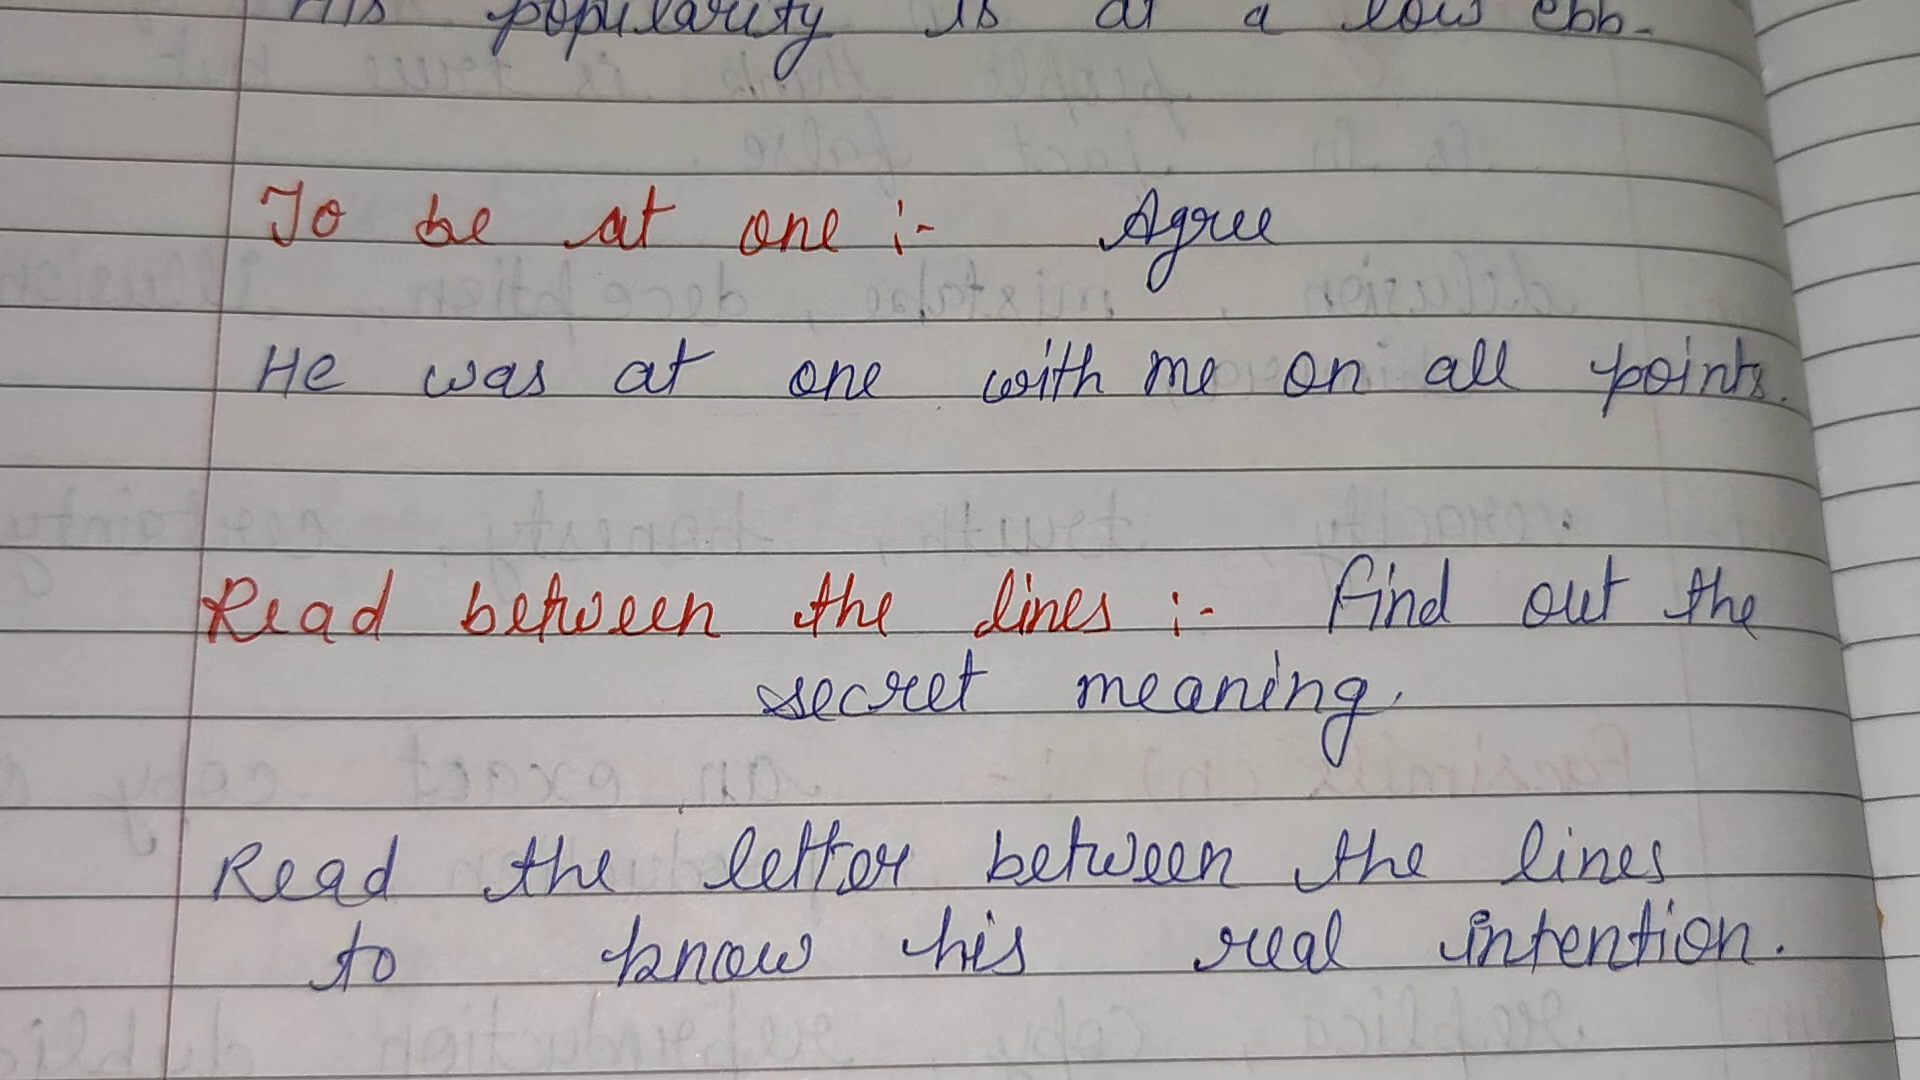 His popularity is at a low ebb.
To be at one :- Agree
He was at one with me on all points.
Read between the lines :- Find out the
secret meaning.
Read the letter between the lines
to know his real intention.